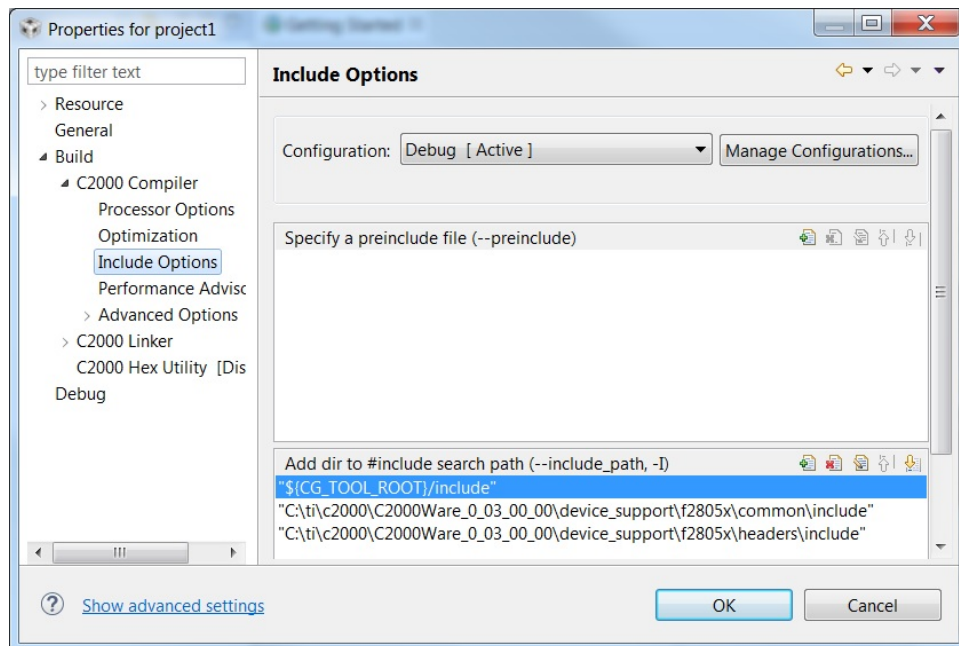 Properties for project1
Getting Started
type filter text
Resource
General
Build
C2000 Compiler
Processor Options
Optimization
Include Options
Performance Advisc
Advanced Options
C2000 Linker
C2000 Hex Utility [Dis
Debug
Include Options
Configuration: Debug [ Active ] Manage Configurations...
Specify a preinclude file (--preinclude)
Add dir to #include search path (--include_path, -I)
"${CG_TOOL_ROOT}/include"
"C:\ti\c2000\C2000Ware_0_03_00_00\device_support\f2805x\common\include"
"C:\ti\c2000\C2000Ware_0_03_00_00\device_support\f2805x\headers\include"
Show advanced settings
OK Cancel